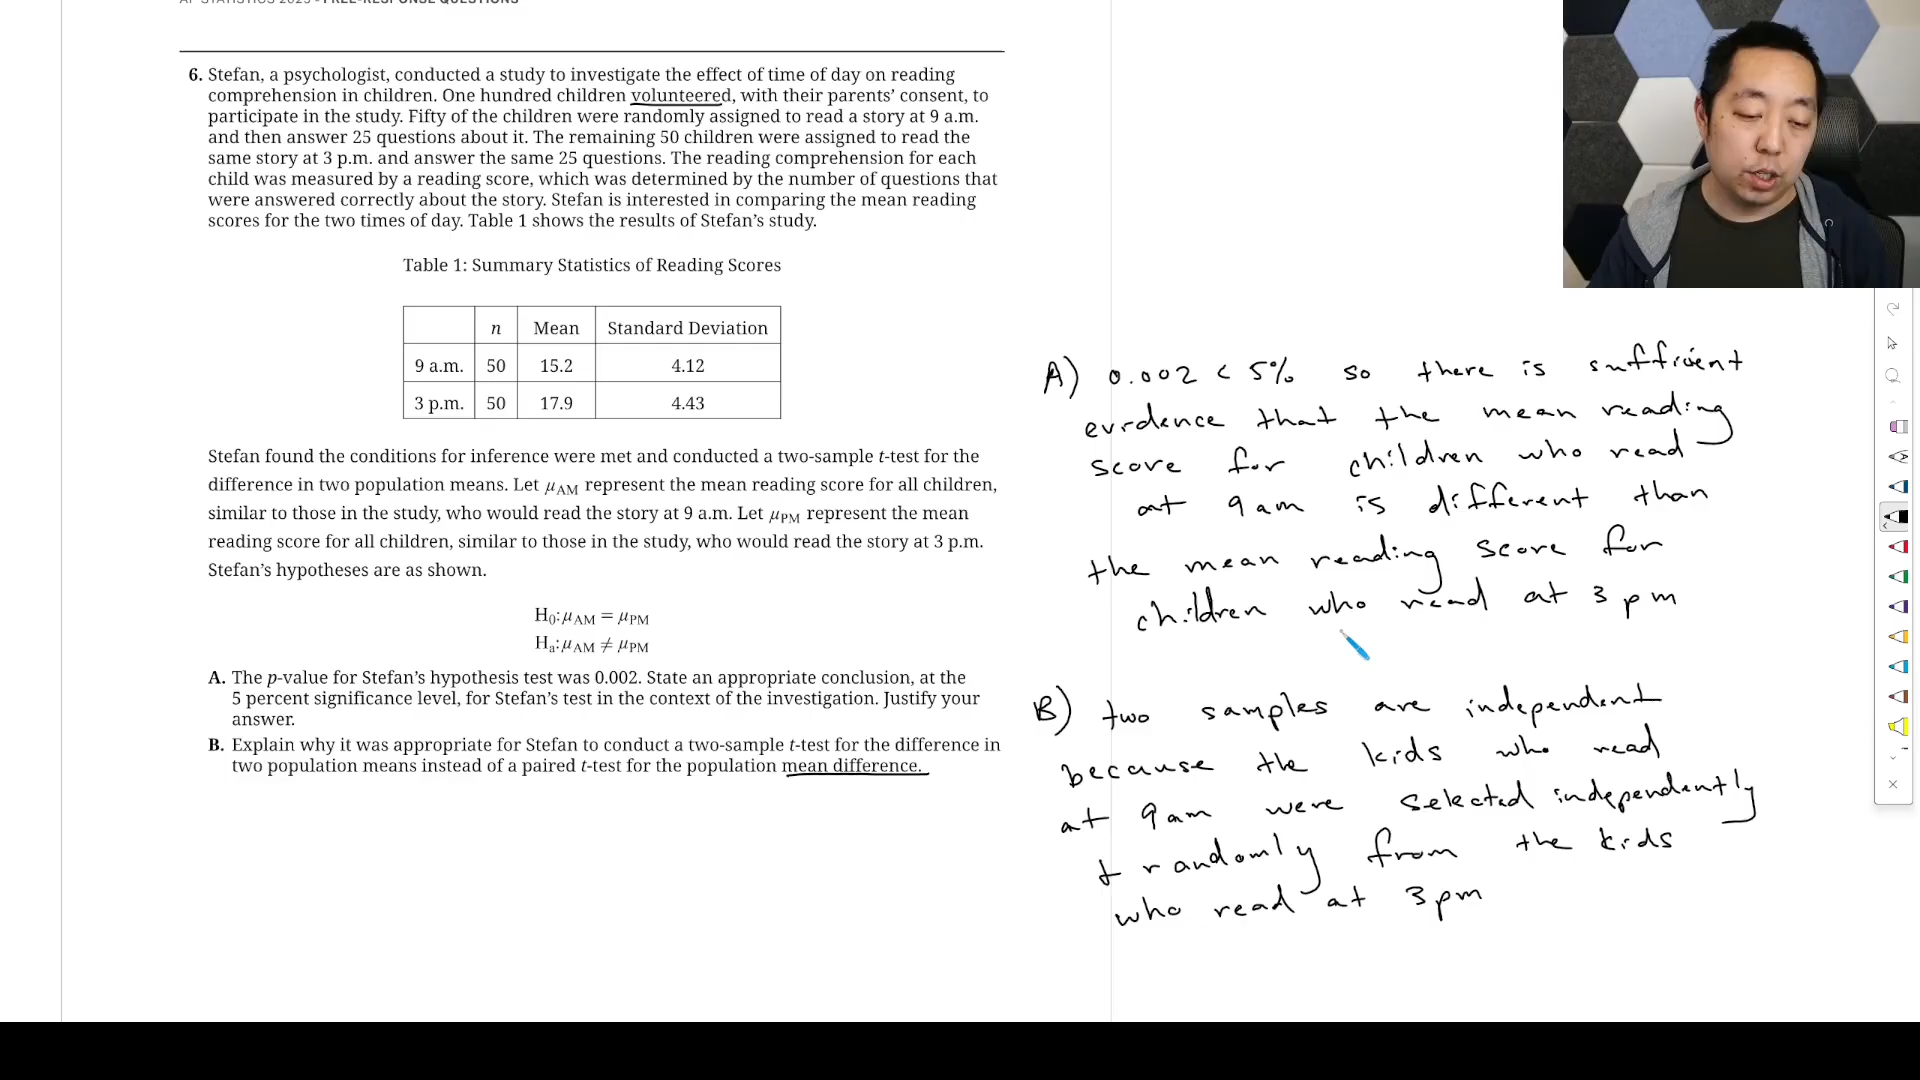 AP STATISTICS 2025 • FREE-RESPONSE QUESTIONS
6. Stefan, a psychologist, conducted a study to investigate the effect of time of day on reading
comprehension in children. One hundred children volunteered, with their parents’ consent, to
participate in the study. Fifty of the children were randomly assigned to read a story at 9 a.m.
and then answer 25 questions about it. The remaining 50 children were assigned to read the
same story at 3 p.m. and answer the same 25 questions. The reading comprehension for each
child was measured by a reading score, which was determined by the number of questions that
were answered correctly about the story. Stefan is interested in comparing the mean reading
scores for the two times of day. Table 1 shows the results of Stefan’s study.
Table 1: Summary Statistics of Reading Scores
n Mean Standard Deviation
9 a.m. 50 15.2 4.12
3 p.m. 50 17.9 4.43
Stefan found the conditions for inference were met and conducted a two-sample t-test for the
difference in two population means. Let μAM represent the mean reading score for all children,
similar to those in the study, who would read the story at 9 a.m. Let μPM represent the mean
reading score for all children, similar to those in the study, who would read the story at 3 p.m.
Stefan’s hypotheses are as shown.
H0: μAM = μPM
Ha: μAM ≠ μPM
A. The p-value for Stefan’s hypothesis test was 0.002. State an appropriate conclusion, at the
5 percent significance level, for Stefan’s test in the context of the investigation. Justify your
answer.
B. Explain why it was appropriate for Stefan to conduct a two-sample t-test for the difference in
two population means instead of a paired t-test for the population mean difference.
A) 0.002 < 5% so there is sufficient
evidence that the mean reading
score for children who read
at 9am is different than
the mean reading score for
children who read at 3 pm
B) two samples are independent
because the kids who read
at 9am were selected independently
+ randomly from the kids
who read at 3pm